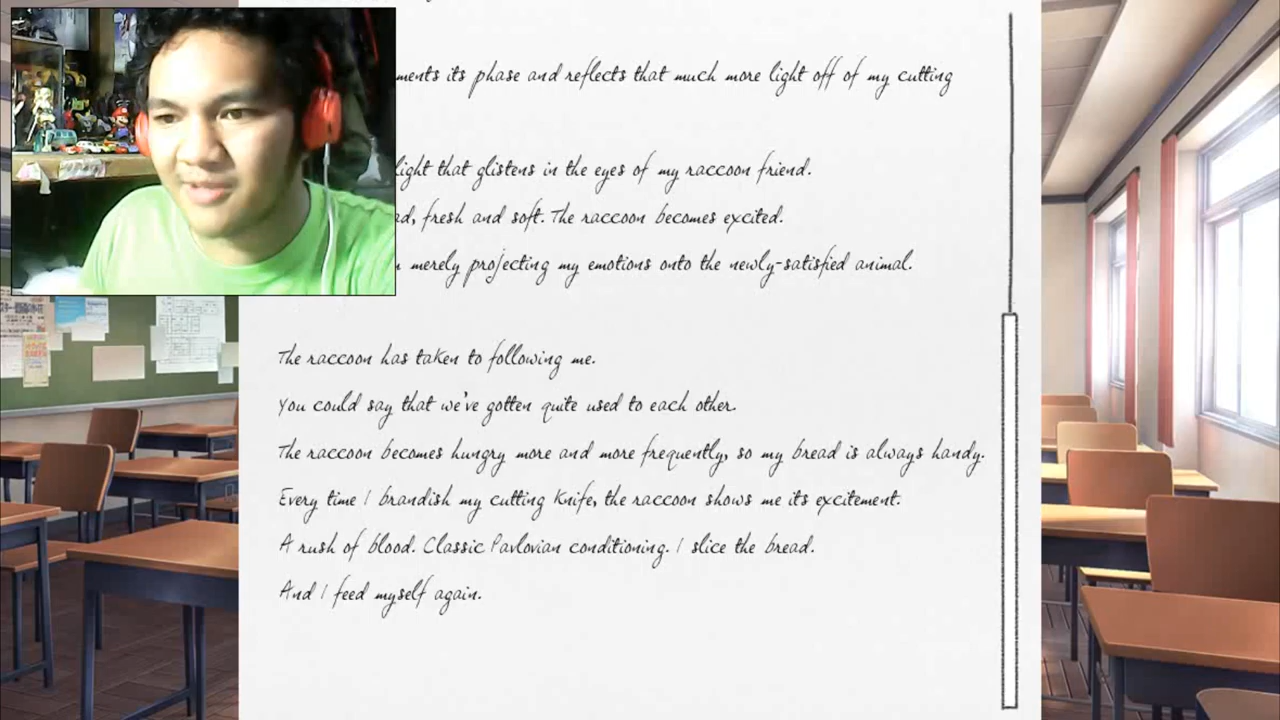 ments its phase and reflects that much more light off of my cutting
light that glistens in the eyes of my raccoon friend.
ad, fresh and soft. The raccoon becomes excited.
merely projecting my emotions onto the newly-satisfied animal.
The raccoon has taken to following me.
You could say that we've gotten quite used to each other.
The raccoon becomes hungry more and more frequently, so my bread is always handy.
Every time I brandish my cutting knife, the raccoon shows me its excitement.
A rush of blood. Classic Pavlovian conditioning. I slice the bread.
And I feed myself again.